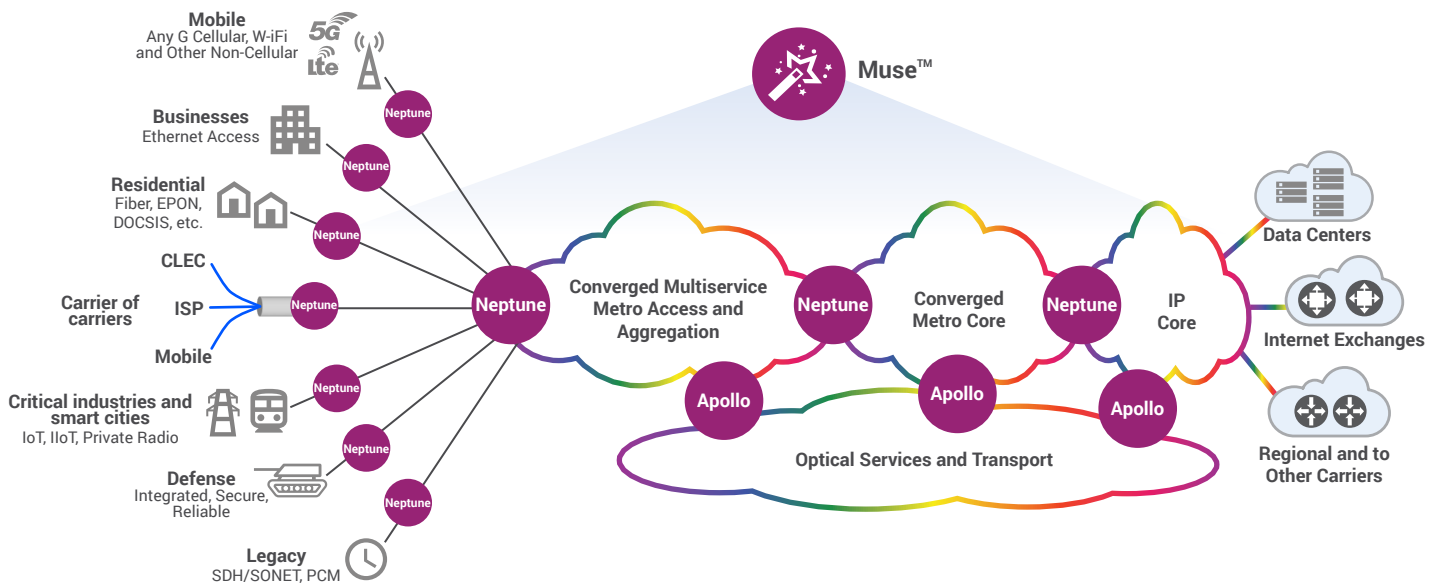 Mobile
Any G Cellular, W-iFi
and Other Non-Cellular
5G
lte
Neptune
Businesses
Ethernet Access
Neptune
Residential
Fiber, EPON,
DOCSIS, etc.
Neptune
CLEC
Carrier of
carriers
ISP
Mobile
Neptune
Critical industries and
smart cities
IoT, IIoT, Private Radio
Neptune
Defense
Integrated, Secure,
Reliable
Neptune
Legacy
SDH/SONET, PCM
Neptune
Muse™
Neptune
Converged Multiservice
Metro Access and
Aggregation
Neptune
Converged
Metro Core
Neptune
IP
Core
Apollo
Apollo
Apollo
Optical Services and Transport
Data Centers
Internet Exchanges
Regional and to
Other Carriers